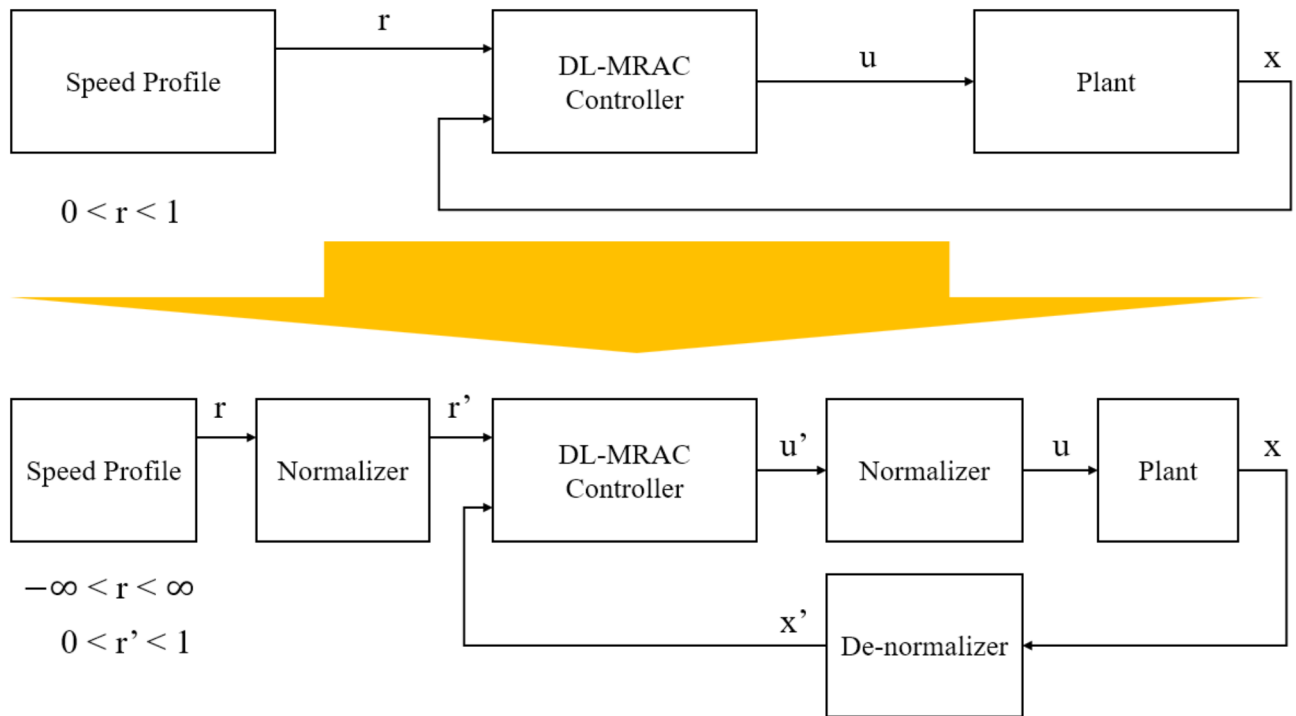 r
Speed Profile
DL-MRAC
Controller
u
Plant
x
0 < r < 1
Speed Profile
r
Normalizer
r’
DL-MRAC
Controller
u’
Normalizer
u
Plant
x
−∞ < r < ∞
0 < r’ < 1
x’
De-normalizer